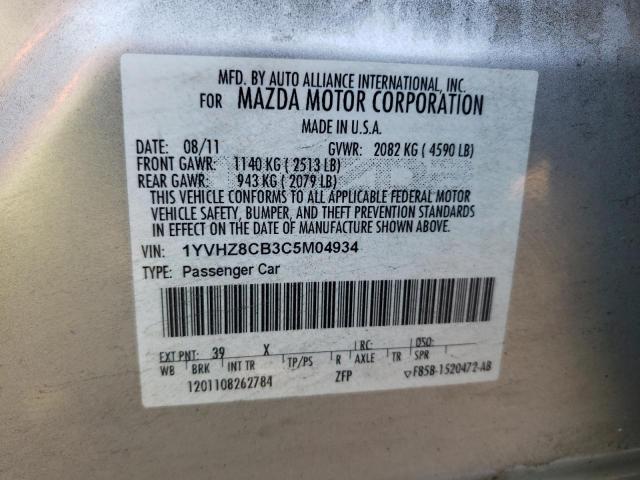 MFD. BY AUTO ALLIANCE INTERNATIONAL, INC.
FOR MAZDA MOTOR CORPORATION
MADE IN U.S.A.
DATE: 08/11 GVWR: 2082 KG ( 4590 LB)
FRONT GAWR: 1140 KG ( 2513 LB)
REAR GAWR: 943 KG ( 2079 LB)
THIS VEHICLE CONFORMS TO ALL APPLICABLE FEDERAL MOTOR
VEHICLE SAFETY, BUMPER, AND THEFT PREVENTION STANDARDS
IN EFFECT ON THE DATE OF MANUFACTURE SHOWN ABOVE.
VIN: 1YVHZ8CB3C5M04934
TYPE: Passenger Car
EXT PNT: 39 X RC: DSO:
WB BRK INT TR TP/PS R AXLE TR SPR
1201108262784 ZFP ▽F85B-1520472-AB